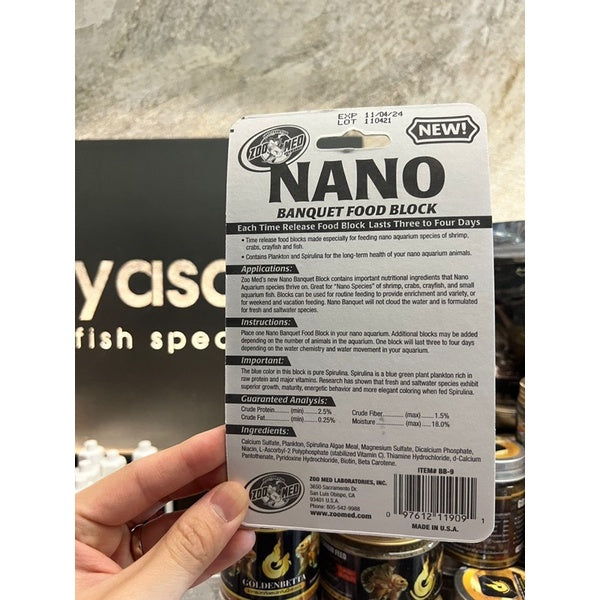 EXP 11/04/24
LOT 110421
NEW!
ZOO MED
NANO
BANQUET FOOD BLOCK
Each Time Release Food Block Lasts Three to Four Days
• Time release food blocks made especially for feeding nano aquarium species of shrimp,
crabs, crayfish and fish.
• Contains Plankton and Spirulina for the long-term health of your nano aquarium animals.
Applications:
Zoo Med's new Nano Banquet Block contains important nutritional ingredients that Nano
Aquarium species thrive on. Great for "Nano Species" of shrimp, crabs, crayfish, and small
aquarium fish. Blocks can be used for routine feeding to provide enrichment and variety, or
for weekend and vacation feeding. Nano Banquet will not cloud the water and is formulated
for fresh and saltwater species.
Instructions:
Place one Nano Banquet Food Block in your nano aquarium. Additional blocks may be added
depending on the number of animals in the aquarium. One block will last three to four days
depending on the water chemistry and water movement in your aquarium.
Important:
The blue color in this block is pure Spirulina. Spirulina is a blue green plant plankton rich in
raw protein and major vitamins. Research has shown that fresh and saltwater species exhibit
superior growth, maturity, energetic behavior and more elegant coloring when fed Spirulina.
Guaranteed Analysis:
Crude Protein..........(min).....2.5% Crude Fiber............(max)......1.5%
Crude Fat................(min).....0.25% Moisture................(max)....18.0%
Ingredients:
Calcium Sulfate, Plankton, Spirulina Algae Meal, Magnesium Sulfate, Dicalcium Phosphate,
Niacin, L-Ascorbyl-2 Polyphosphate (stabilized Vitamin C), Thiamine Hydrochloride, d-Calcium
Pantothenate, Pyridoxine Hydrochloride, Biotin, Beta Carotene.
ITEM# BB-9
ZOO MED
ZOO MED LABORATORIES, INC.
3650 Sacramento Dr.
San Luis Obispo, CA
93401 U.S.A.
Phone: 805-542-9988
www.zoomed.com
0 97612 11909 1
MADE IN U.S.A.
yasa
fish spec
GOLDENBETTA